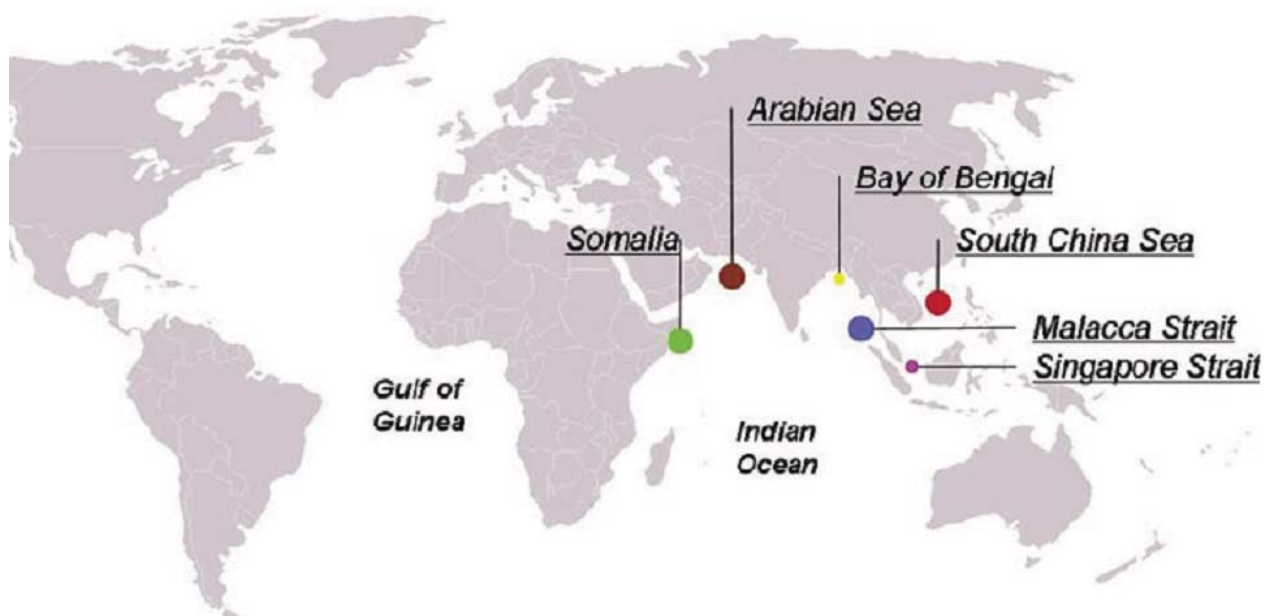 Arabian Sea
Bay of Bengal
Somalia
South China Sea
Malacca Strait
Singapore Strait
Gulf of
Guinea
Indian
Ocean